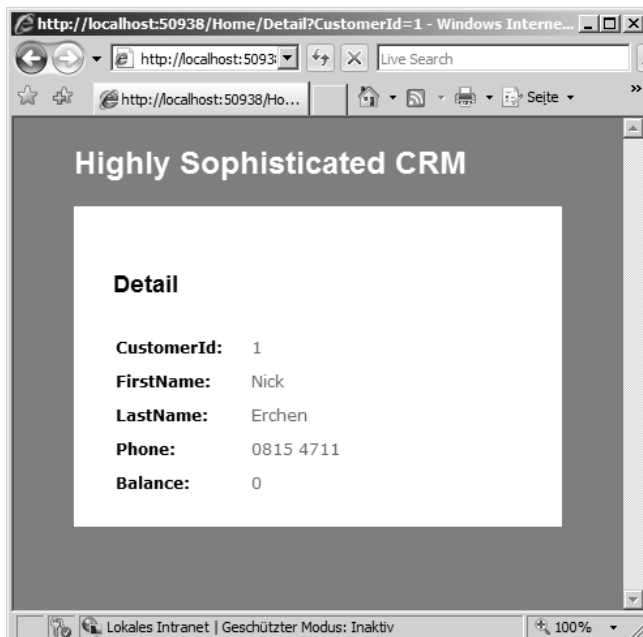 http://localhost:50938/Home/Detail?CustomerId=1 - Windows Interne...
http://localhost:5093 Live Search
http://localhost:50938/Ho... Seite »
Highly Sophisticated CRM
Detail
CustomerId: 1
FirstName: Nick
LastName: Erchen
Phone: 0815 4711
Balance: 0
Lokales Intranet | Geschützter Modus: Inaktiv 100%